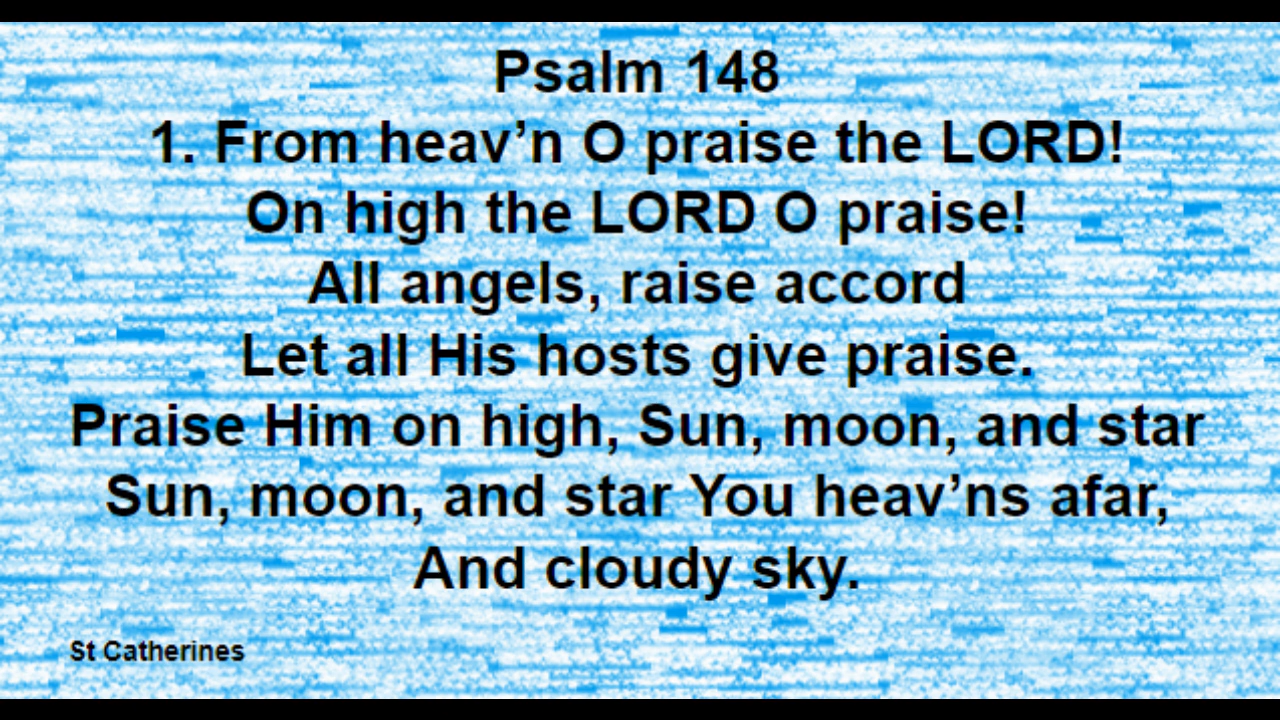 Psalm 148
1. From heav’n O praise the LORD!
On high the LORD O praise!
All angels, raise accord
Let all His hosts give praise.
Praise Him on high, Sun, moon, and star
Sun, moon, and star You heav’ns afar,
And cloudy sky.
St Catherines